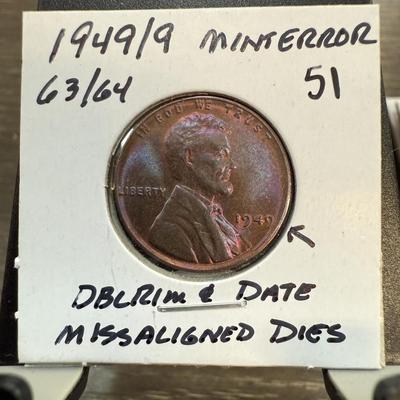 1949/9 MINTERROR
63/64 51
IN GOD WE TRUST
LIBERTY
1949
DBLRIM & DATE
MISSALIGNED DIES